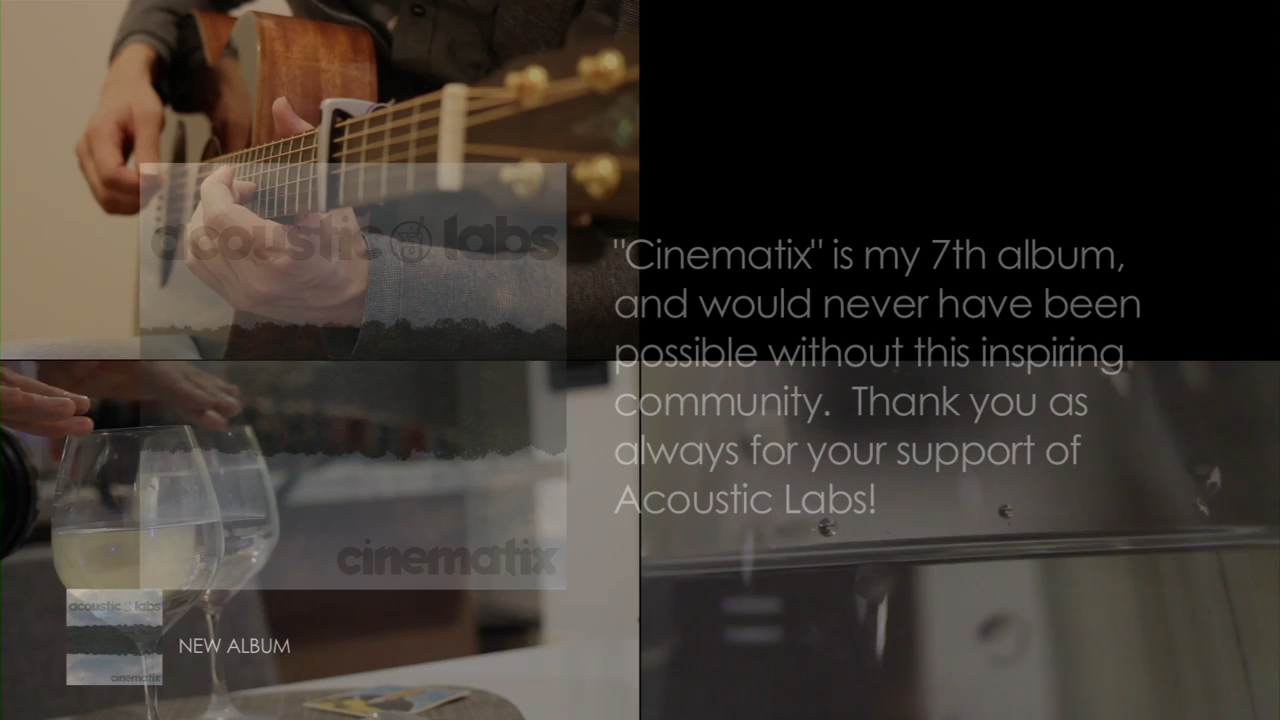 acoustic labs
"Cinematix" is my 7th album,
and would never have been
possible without this inspiring
community.  Thank you as
always for your support of
Acoustic Labs!
cinematix
acoustic labs
NEW ALBUM
cinematix